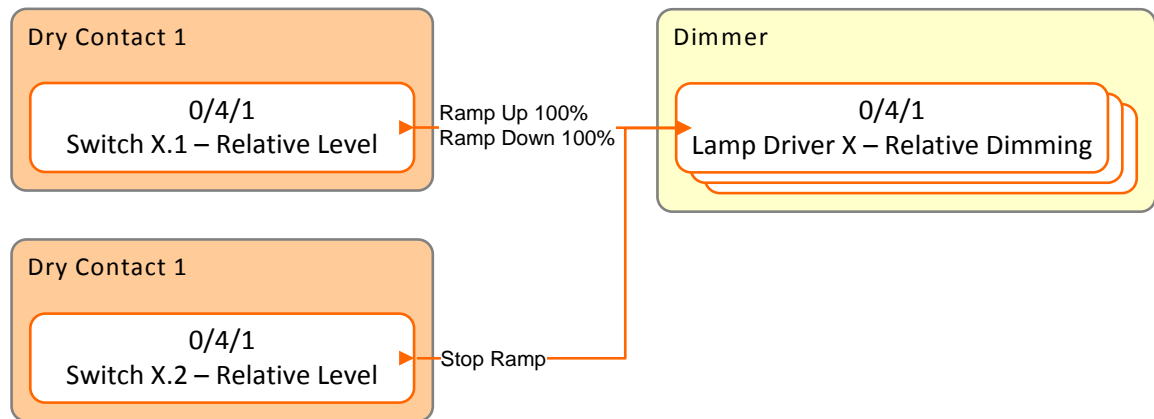 Dry Contact 1
0/4/1
Switch X.1 – Relative Level
Ramp Up 100%
Ramp Down 100%
Dimmer
0/4/1
Lamp Driver X – Relative Dimming
Dry Contact 1
0/4/1
Switch X.2 – Relative Level
Stop Ramp